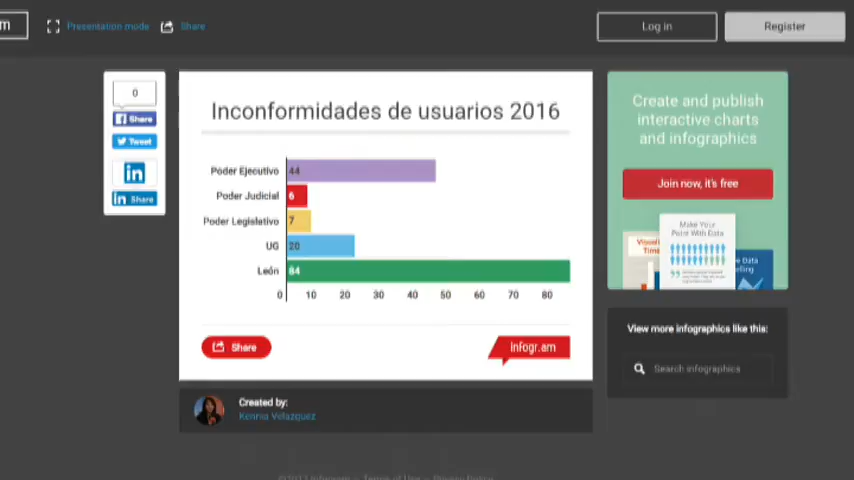 m
Presentation mode
Share
Log in
Register
0
Share
Tweet
in
in Share
Inconformidades de usuarios 2016
Poder Ejecutivo 44
Poder Judicial 6
Poder Legislativo 7
UG 20
León 84
0 10 20 30 40 50 60 70 80
Share
infogr.am
Created by:
Kennia Velazquez
Create and publish
interactive charts
and infographics
Join now, it's free
Make Your
Point With Data
View more infographics like this:
Search infographics